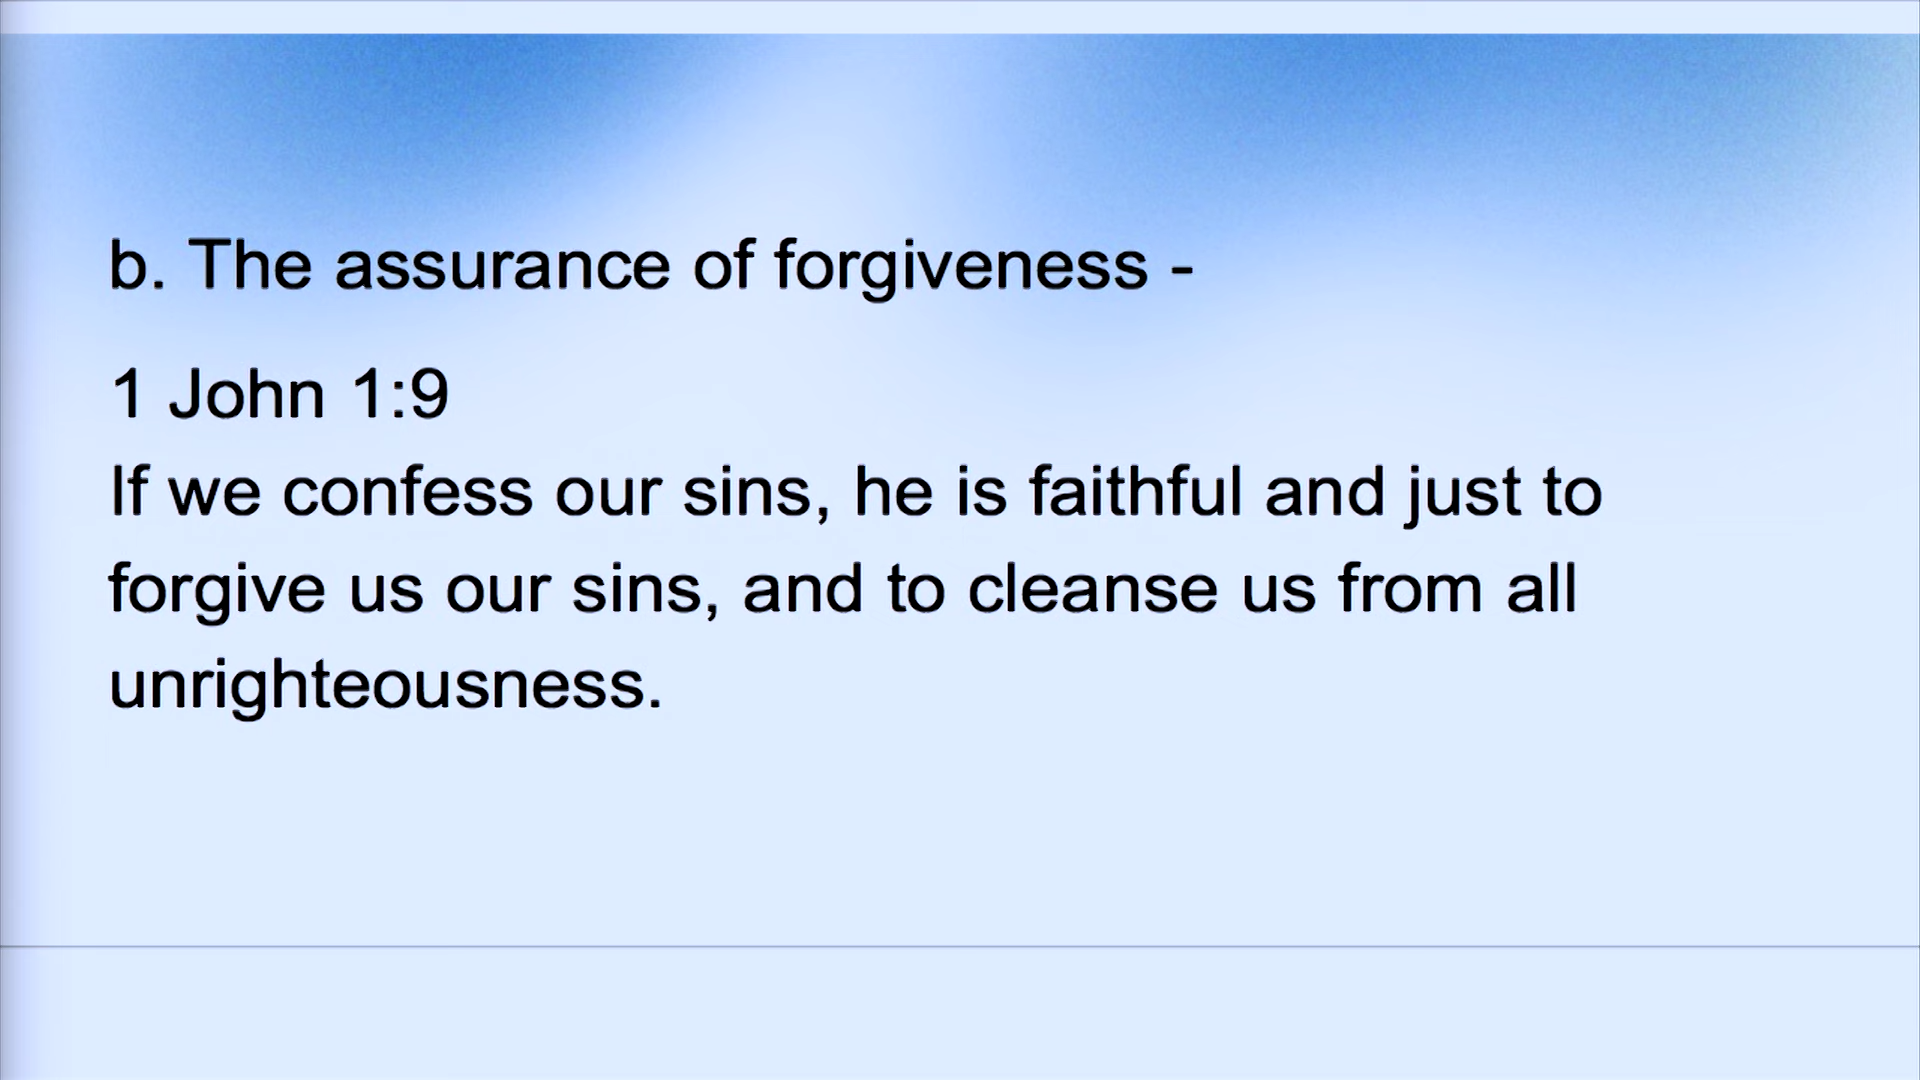 b. The assurance of forgiveness -
1 John 1:9
If we confess our sins, he is faithful and just to
forgive us our sins, and to cleanse us from all
unrighteousness.